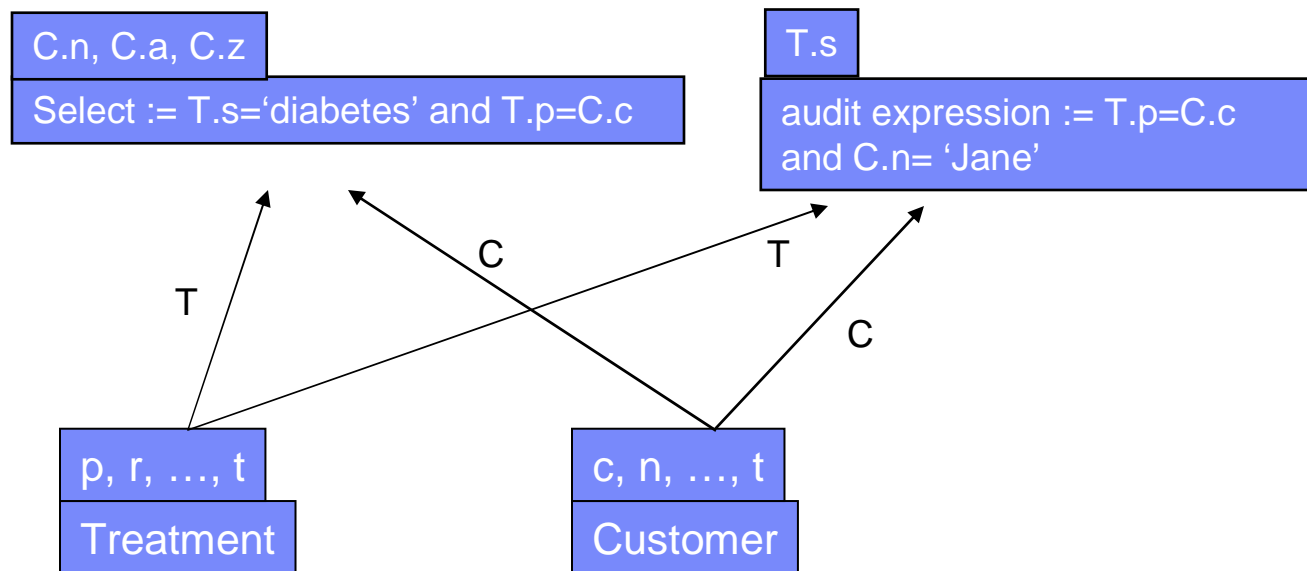 C.n, C.a, C.z
Select := T.s=‘diabetes’ and T.p=C.c
T.s
audit expression := T.p=C.c
and C.n= ‘Jane’
T
C
T
C
p, r, …, t
Treatment
c, n, …, t
Customer